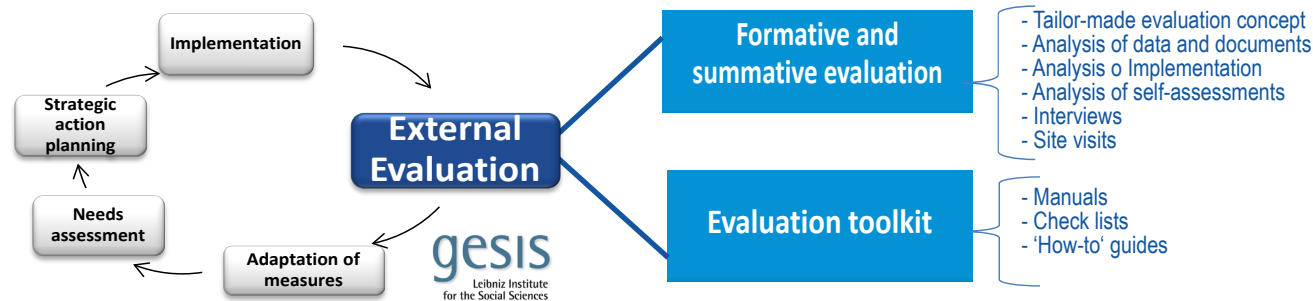 Implementation
Strategic
action
planning
Needs
assessment
Adaptation of
measures
External
Evaluation
gesis
Leibniz Institute
for the Social Sciences
Formative and
summative evaluation
- Tailor-made evaluation concept
- Analysis of data and documents
- Analysis o Implementation
- Analysis of self-assessments
- Interviews
- Site visits
Evaluation toolkit
- Manuals
- Check lists
- ‘How-to‘ guides